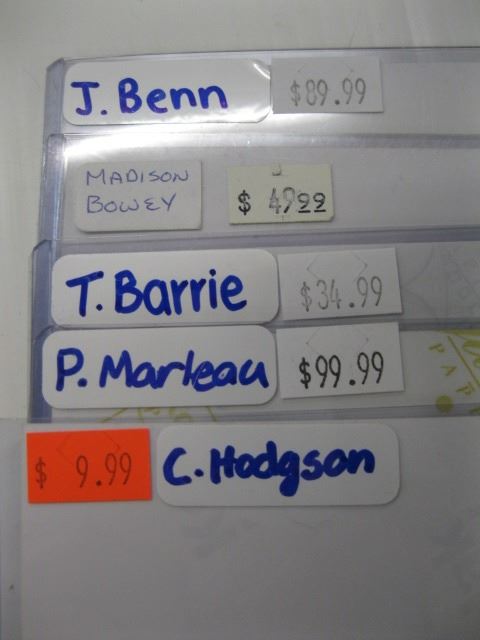 J. Benn $89.99
MADISON
BOWEY
$ 49.99
T. Barrie $34.99
P. Marleau $99.99
$ 9.99 C. Hodgson